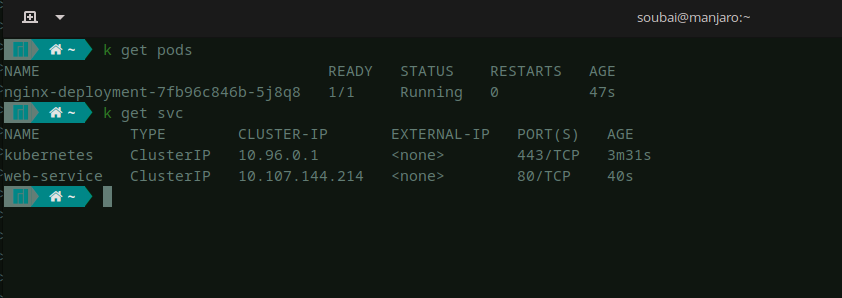 soubai@manjaro:~
~ k get pods
NAME READY STATUS RESTARTS AGE
nginx-deployment-7fb96c846b-5j8q8 1/1 Running 0 47s
~ k get svc
NAME TYPE CLUSTER-IP EXTERNAL-IP PORT(S) AGE
kubernetes ClusterIP 10.96.0.1 <none> 443/TCP 3m31s
web-service ClusterIP 10.107.144.214 <none> 80/TCP 40s
~